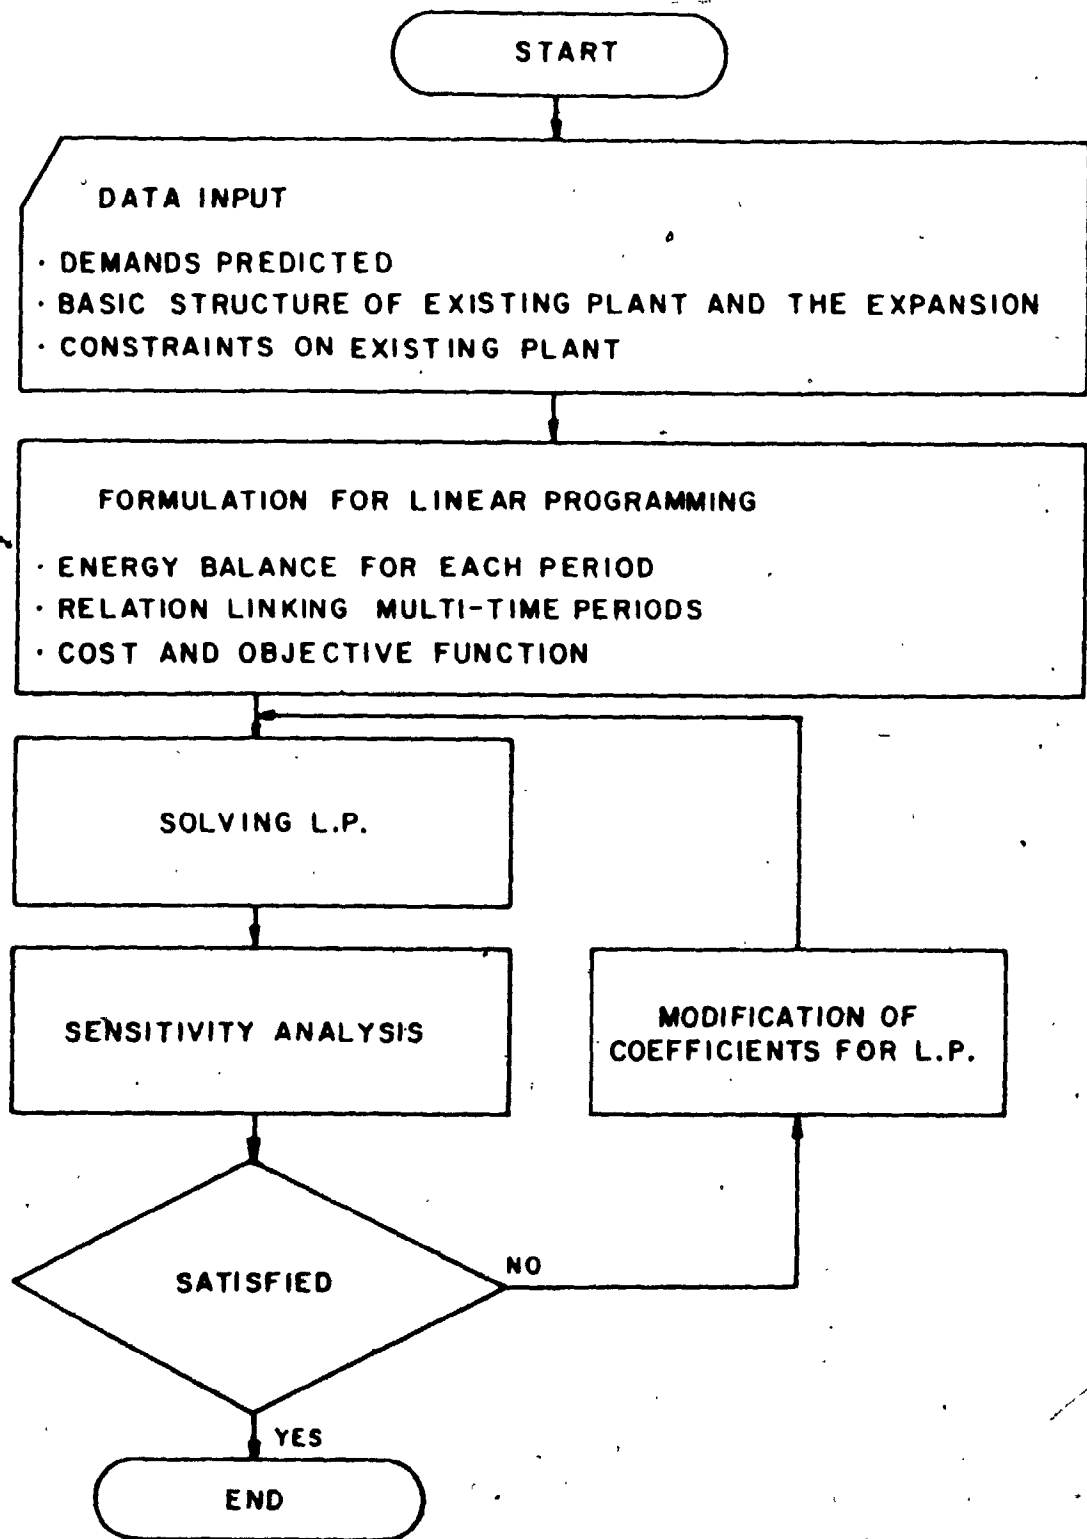 START
DATA INPUT
· DEMANDS PREDICTED
· BASIC STRUCTURE OF EXISTING PLANT AND THE EXPANSION
· CONSTRAINTS ON EXISTING PLANT
FORMULATION FOR LINEAR PROGRAMMING
· ENERGY BALANCE FOR EACH PERIOD
· RELATION LINKING MULTI-TIME PERIODS
· COST AND OBJECTIVE FUNCTION
SOLVING L.P.
SENSITIVITY ANALYSIS
MODIFICATION OF
COEFFICIENTS FOR L.P.
SATISFIED
NO
YES
END